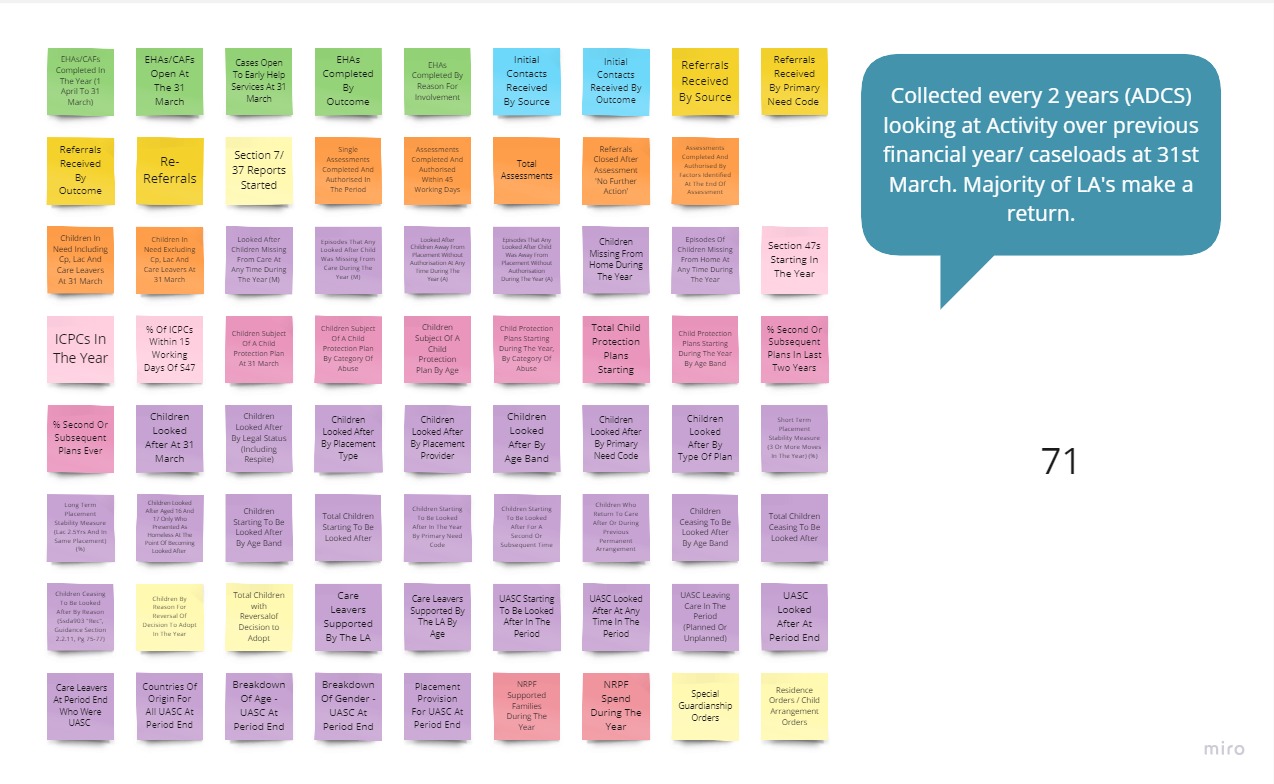 EHAs/CAFs
Completed In
The Year (1
April To 31
March)
EHAs/CAFs
Open At
The 31
March
Cases Open
To Early Help
Services At 31
March
EHAs
Completed
By
Outcome
EHAs
Completed By
Reason For
Involvement
Initial
Contacts
Received
By Source
Initial
Contacts
Received By
Outcome
Referrals
Received
By Source
Referrals
Received
By Primary
Need Code
Collected every 2 years (ADCS)
looking at Activity over previous
financial year/ caseloads at 31st
March. Majority of LA's make a
return.
Referrals
Received
By
Outcome
Re-
Referrals
Section 7/
37 Reports
Started
Single
Assessments
Completed And
Authorised In
The Period
Assessments
Completed And
Authorised
Within 45
Working Days
Total
Assessments
Referrals
Closed After
Assessment
'No Further
Action'
Assessments
Completed And
Authorised By
Factors Identified
At The End Of
Assessment
Children In
Need Including
Cp, Lac And
Care Leavers
At 31 March
Children In
Need Excluding
Cp, Lac And
Care Leavers At
31 March
Looked After
Children Missing
From Care At
Any Time During
The Year (M)
Episodes That Any
Looked After Child
Was Missing From
Care During The
Year (M)
Looked After
Children Away From
Placement Without
Authorisation At Any
Time During The
Year (A)
Episodes That Any
Looked After Child
Was Away From
Placement Without
Authorisation
During The Year (A)
Children
Missing From
Home During
The Year
Episodes Of
Children Missing
From Home At
Any Time During
The Year
Section 47s
Starting In
The Year
ICPCs In
The Year
% Of ICPCs
Within 15
Working
Days Of S47
Children Subject
Of A Child
Protection Plan
At 31 March
Children Subject
Of A Child
Protection Plan
By Category Of
Abuse
Children
Subject Of A
Child
Protection
Plan By Age
Child Protection
Plans Starting
During The Year,
By Category Of
Abuse
Total Child
Protection
Plans
Starting
Child Protection
Plans Starting
During The Year
By Age Band
% Second Or
Subsequent
Plans In Last
Two Years
% Second Or
Subsequent
Plans Ever
Children
Looked
After At 31
March
Children
Looked After
By Legal Status
(Including
Respite)
Children
Looked After
By Placement
Type
Children
Looked After
By Placement
Provider
Children
Looked
After By
Age Band
Children
Looked After
By Primary
Need Code
Children
Looked
After By
Type Of Plan
Short Term
Placement
Stability Measure
(3 Or More Moves
In The Year) (%)
71
Long Term
Placement
Stability Measure
(Lac 2.5Yrs And In
Same Placement)
(%)
Children Looked
After Aged 16 And
17 Only Who
Presented As
Homeless At The
Point Of Becoming
Looked After
Children
Starting To Be
Looked After
By Age Band
Total Children
Starting To Be
Looked After
Children Starting
To Be Looked
After In The Year
By Primary Need
Code
Children Starting
To Be Looked
After For A
Second Or
Subsequent Time
Children Who
Return To Care
After Or During
Previous
Permanent
Arrangement
Children
Ceasing To Be
Looked After
By Age Band
Total Children
Ceasing To Be
Looked After
Children Ceasing
To Be Looked
After By Reason
(Ssda903 "Rec",
Guidance Section
2.2.11, Pg 75-77)
Children By
Reason For
Reversal Of
Decision To Adopt
In The Year
Total Children
with
Reversalof
Decision to
Adopt
Care
Leavers
Supported
By The LA
Care Leavers
Supported By
The LA By
Age
UASC Starting
To Be Looked
After In The
Period
UASC Looked
After At Any
Time In The
Period
UASC Leaving
Care In The
Period
(Planned Or
Unplanned)
UASC
Looked
After At
Period End
Care Leavers
At Period End
Who Were
UASC
Countries Of
Origin For
All UASC At
Period End
Breakdown
Of Age -
UASC At
Period End
Breakdown
Of Gender -
UASC At
Period End
Placement
Provision
For UASC At
Period End
NRPF
Supported
Families
During The
Year
NRPF
Spend
During The
Year
Special
Guardianship
Orders
Residence
Orders / Child
Arrangement
Orders
miro